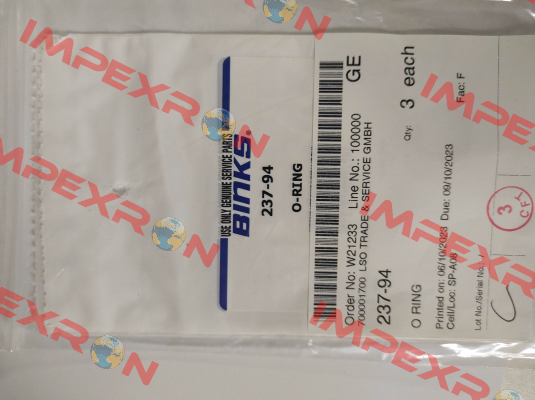 USE ONLY GENUINE SERVICE PARTS
BINKS.
237-94
O-RING
Order No: W21233 Line No.: 100000
700001700 LSO TRADE & SERVICE GMBH
GE
237-94
O RING
Qty: 3 each
Printed on: 06/10/2023 Due: 09/10/2023
Cell/Loc: SP-A08
Fac: F
Lot No./Serial No.
3
IMPEXRON
IMPEXRON
IMPEXRON
IMPEXRON
IMPEXRON